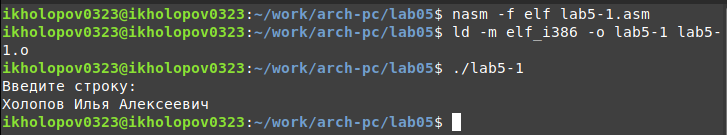 ikholopov0323@ikholopov0323:~/work/arch-pc/lab05$ nasm -f elf lab5-1.asm
ikholopov0323@ikholopov0323:~/work/arch-pc/lab05$ ld -m elf_i386 -o lab5-1 lab5-
1.o
ikholopov0323@ikholopov0323:~/work/arch-pc/lab05$ ./lab5-1
Введите строку:
Холопов Илья Алексеевич
ikholopov0323@ikholopov0323:~/work/arch-pc/lab05$